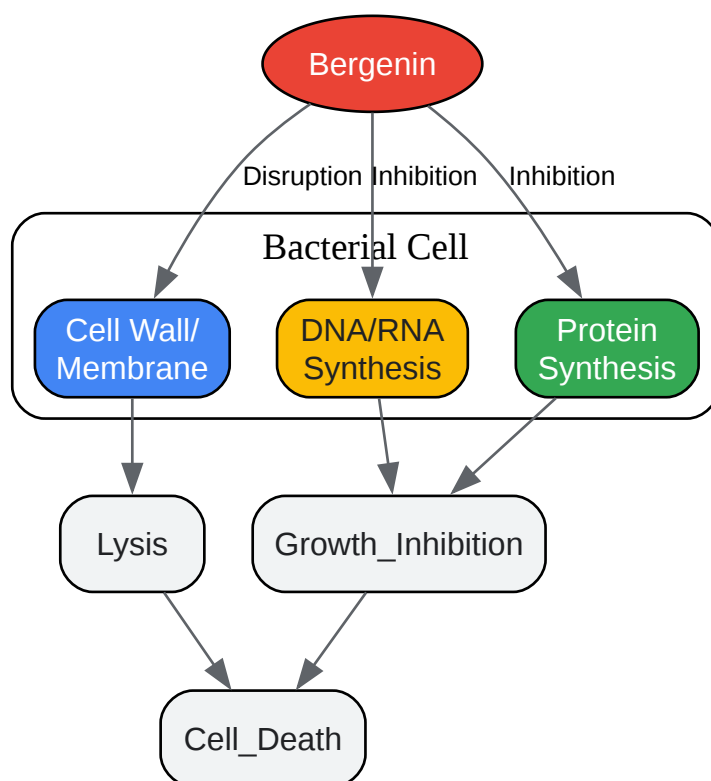 Bergenin
Disruption
Inhibition
Inhibition
Bacterial Cell
Cell Wall/
Membrane
DNA/RNA
Synthesis
Protein
Synthesis
Lysis
Growth_Inhibition
Cell_Death